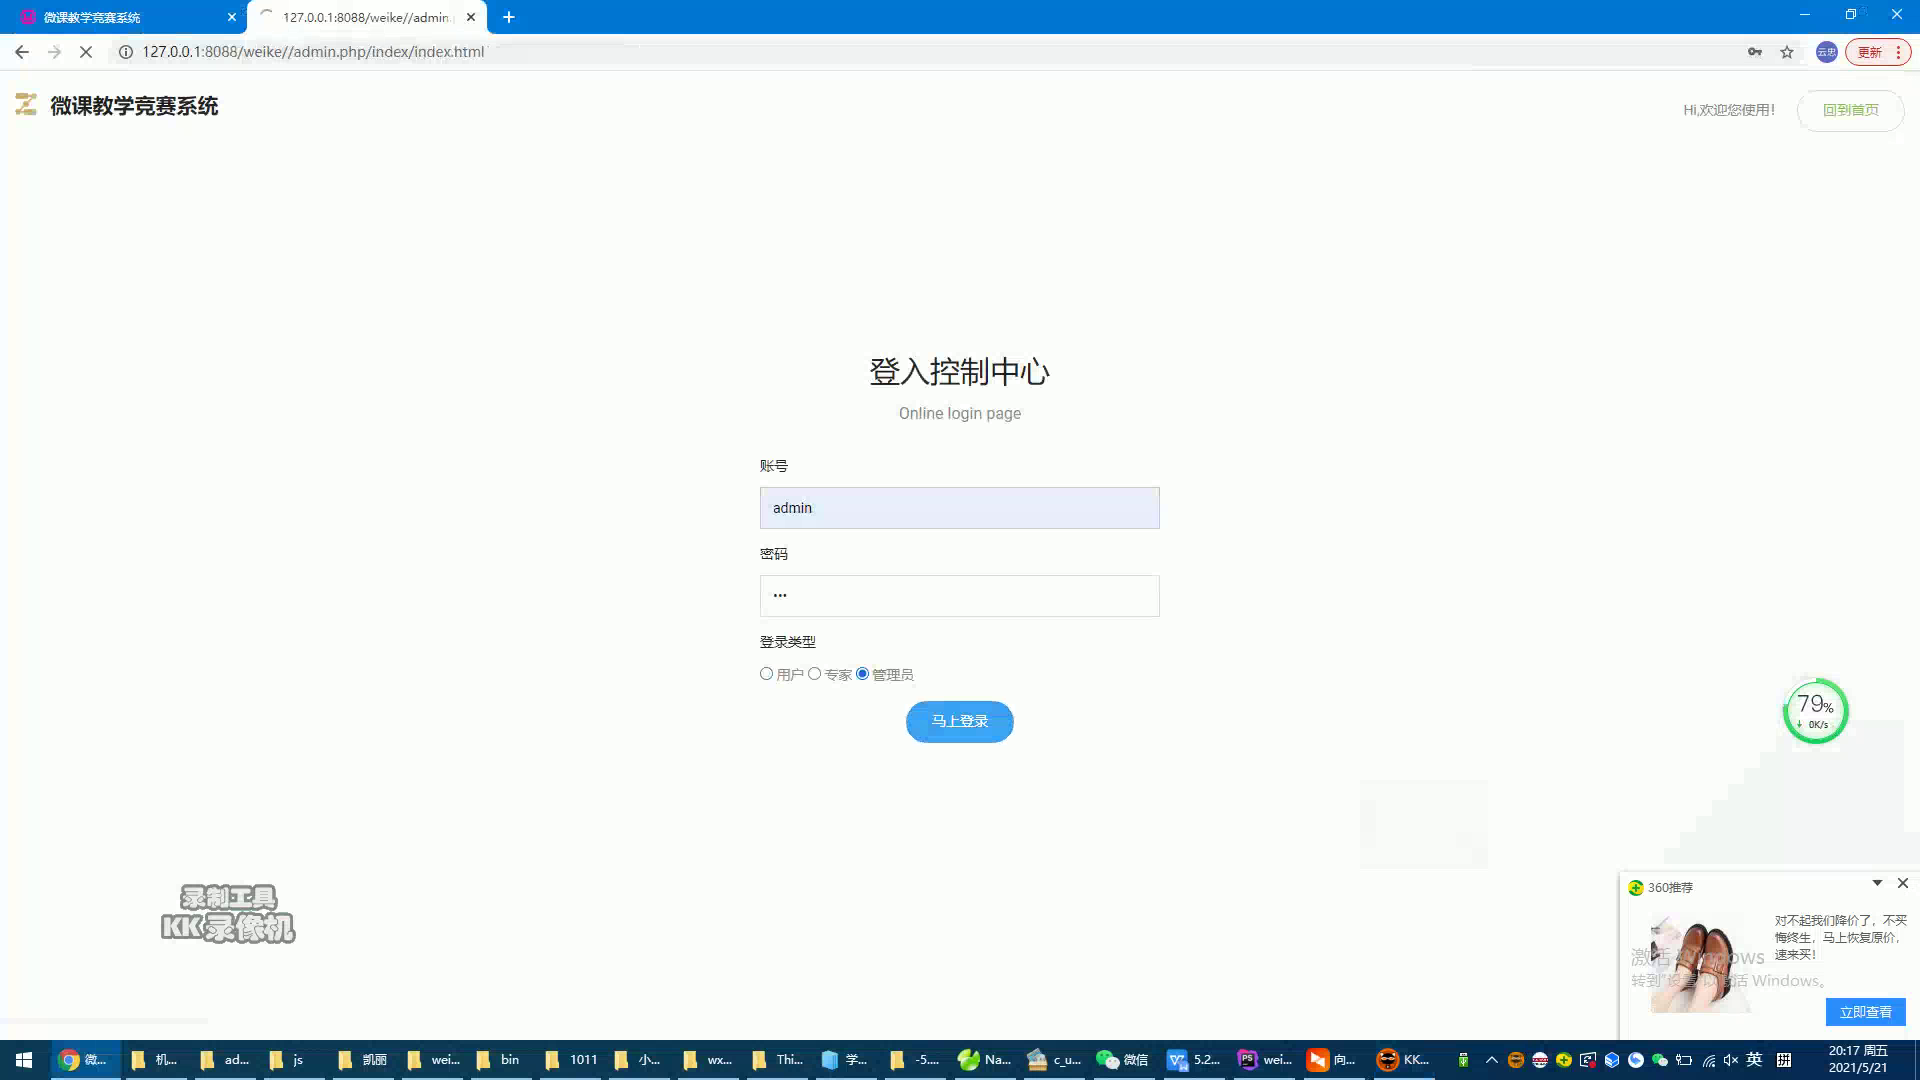 微课教学竞赛系统
127.0.0.1:8088/weike//admin
127.0.0.1:8088/weike//admin.php/index/index.html
云忠
更新
微课教学竞赛系统
Hi,欢迎您使用!
回到首页
登入控制中心
Online login page
账号
admin
密码
登录类型
用户 专家 管理员
马上登录
79%
0K/s
录制工具
KK录像机
360推荐
对不起我们降价了，不买
悔终生，马上恢复原价，
速来买！
激活 Windows
转到"设置"以激活 Windows。
立即查看
微... 机... ad... js 凯丽 wei... bin 1011 小... wx... Thi... 学... -5.... Na... c_u... 微信 5.2... wei... 向... KK... 英 拼
20:17 周五
2021/5/21